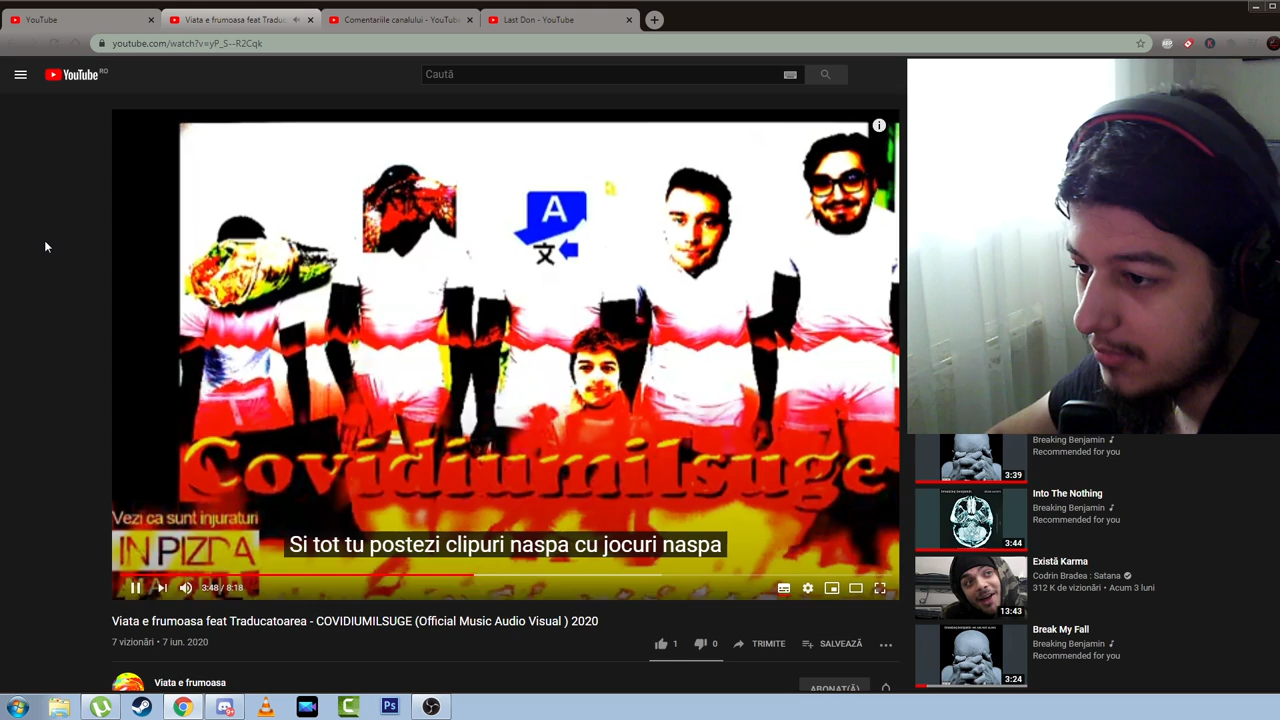 YouTube
Viata e frumoasa feat Traduc
Comentariile canalului - YouTube
Last Don - YouTube
youtube.com/watch?v=yP_S--R2Cqk
YouTube RO
Caută
A
文
Covidiumilsuge
Vezi ca sunt injuraturi
IN PIZDA
Si tot tu postezi clipuri naspa cu jocuri naspa
3:48 / 8:18
Viata e frumoasa feat Traducatoarea - COVIDIUMILSUGE (Official Music Audio Visual ) 2020
7 vizionări • 7 iun. 2020
1
0
TRIMITE
SALVEAZĂ
Viata e frumoasa
ABONAT(Ă)
Breaking Benjamin
Recommended for you
3:39
Into The Nothing
Breaking Benjamin
Recommended for you
3:44
Există Karma
Codrin Bradea : Satana
312 K de vizionări • Acum 3 luni
13:43
Break My Fall
Breaking Benjamin
Recommended for you
3:24
Ps